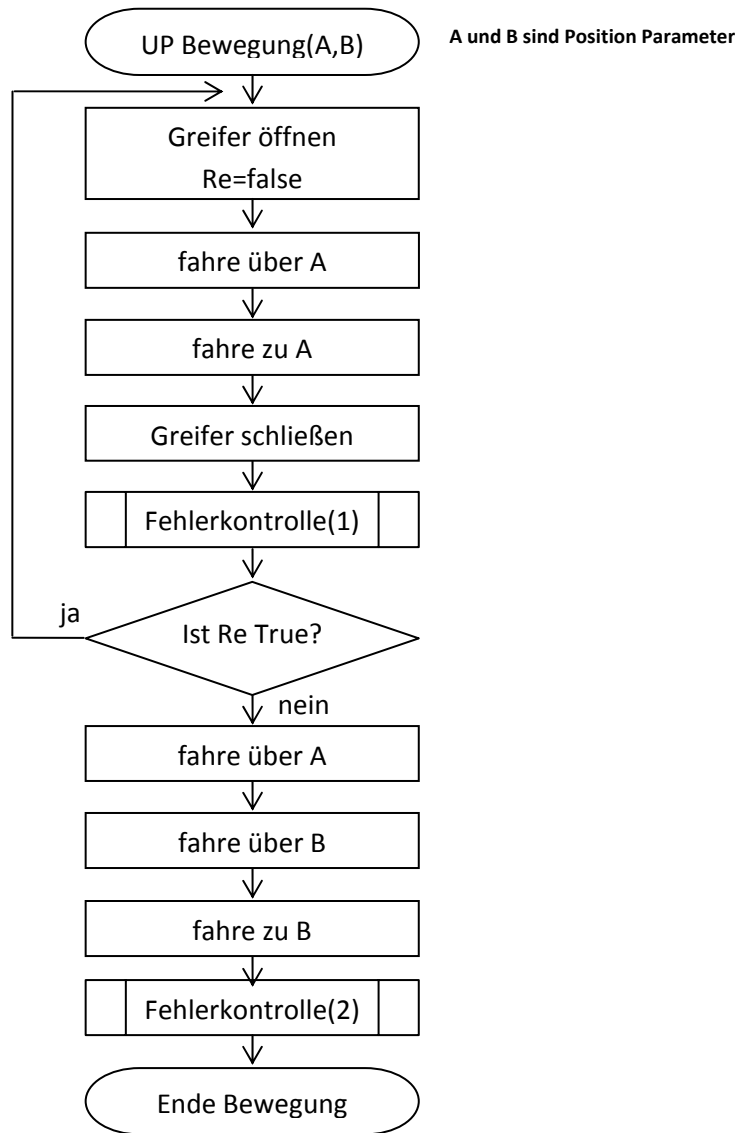 UP Bewegung(A,B)
A und B sind Position Parameter
Greifer öffnen
Re=false
fahre über A
fahre zu A
Greifer schließen
Fehlerkontrolle(1)
ja
Ist Re True?
nein
fahre über A
fahre über B
fahre zu B
Fehlerkontrolle(2)
Ende Bewegung